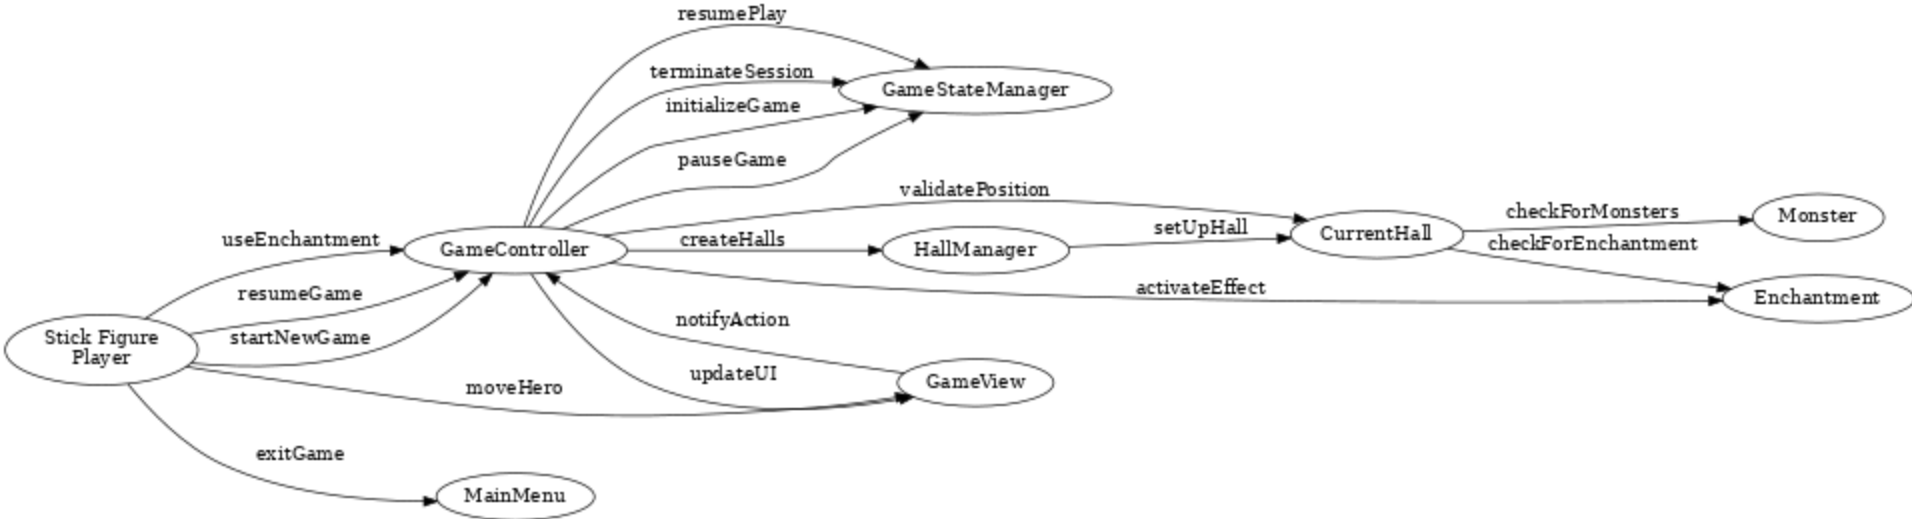 resumePlay
terminateSession
GameStateManager
initializeGame
pauseGame
validatePosition
checkForMonsters
Monster
useEnchantment
GameController
createHalls
HallManager
setUpHall
CurrentHall
checkForEnchantment
resumeGame
activateEffect
Enchantment
Stick Figure
Player
startNewGame
notifyAction
updateUI
GameView
moveHero
exitGame
MainMenu